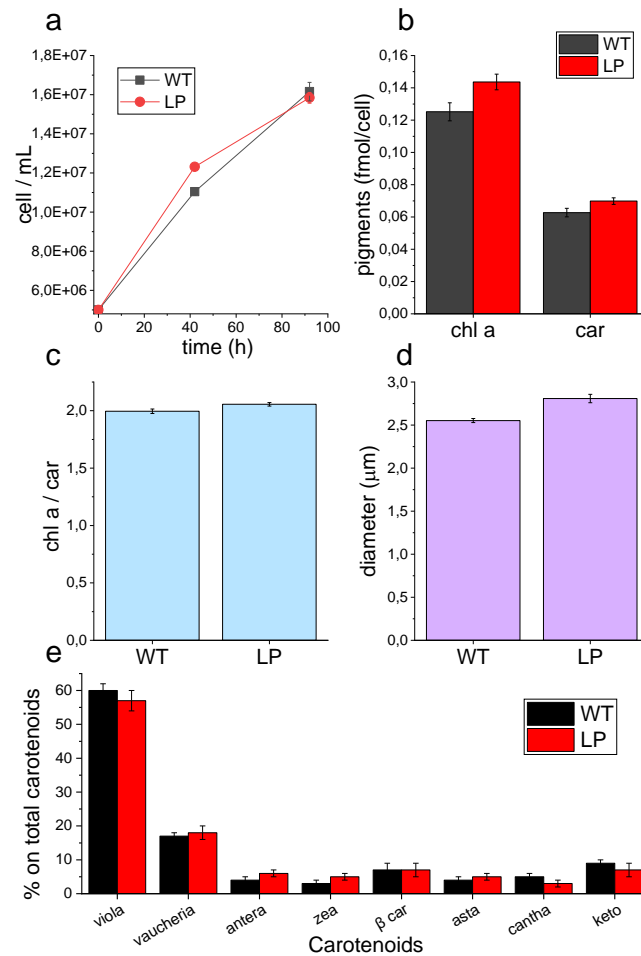 a
1,8E+07
1,6E+07
1,4E+07
1,2E+07
1,0E+07
8,0E+06
6,0E+06
cell / mL
WT
LP
0 20 40 60 80 100
time (h)
b
0,16
0,14
0,12
0,10
0,08
0,06
0,04
0,02
0,00
pigments (fmol/cell)
WT
LP
chl a car
c
2,0
1,5
1,0
0,5
0,0
chl a / car
WT LP
d
3,0
2,5
2,0
1,5
1,0
0,5
0,0
diameter (μm)
WT LP
e
60
50
40
30
20
10
0
% on total carotenoids
WT
LP
viola vaucheria antera zea β car asta cantha keto
Carotenoids